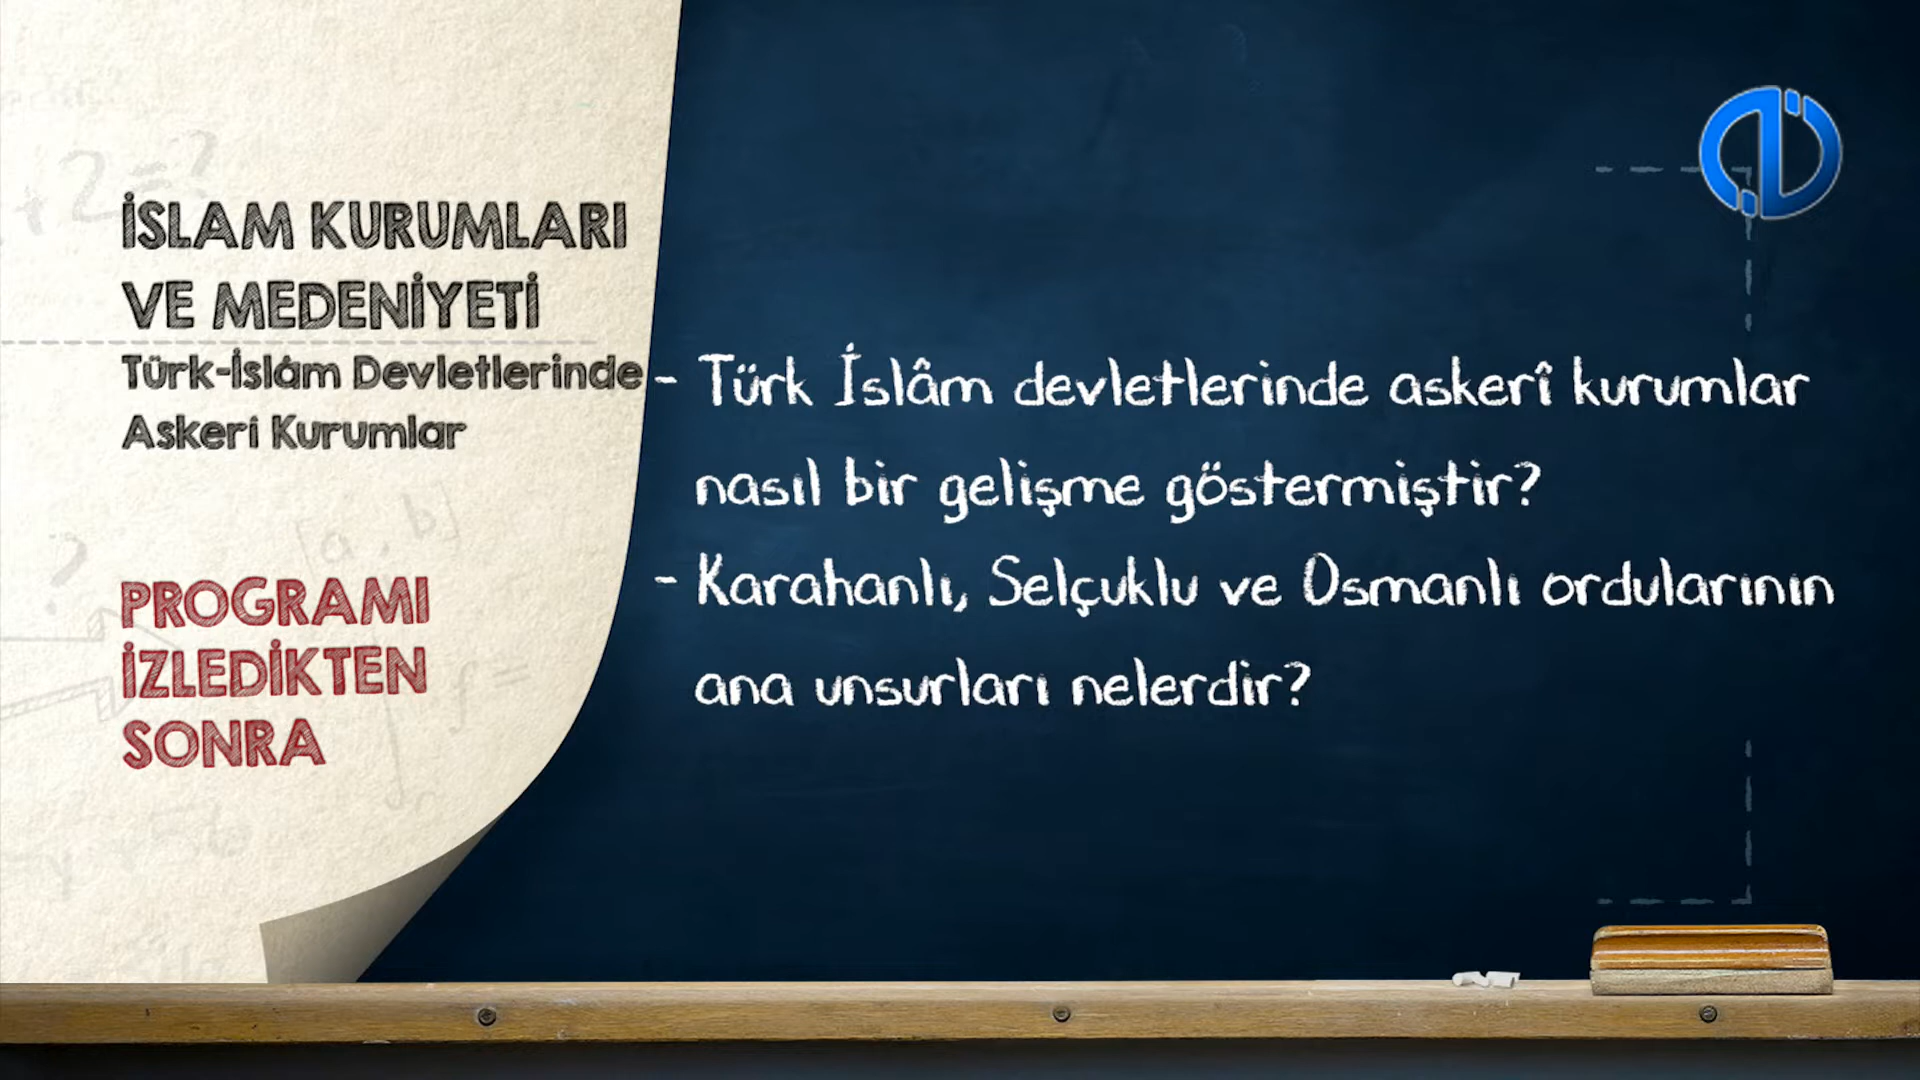 İSLAM KURUMLARI
VE MEDENİYETİ
Türk-İslâm Devletlerinde
Askeri Kurumlar
PROGRAMI
İZLEDİKTEN
SONRA
- Türk İslâm devletlerinde askerî kurumlar
nasıl bir gelişme göstermiştir?
- Karahanlı, Selçuklu ve Osmanlı ordularının
ana unsurları nelerdir?